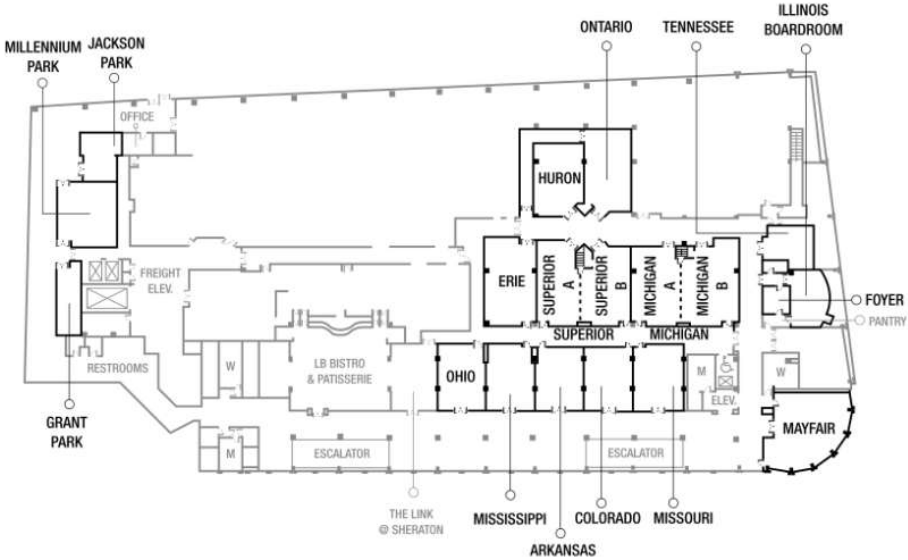 ILLINOIS
BOARDROOM
ONTARIO
TENNESSEE
JACKSON
PARK
MILLENNIUM
PARK
OFFICE
HURON
ERIE
SUPERIOR
A
SUPERIOR
B
MICHIGAN
A
MICHIGAN
B
FREIGHT
ELEV.
FOYER
PANTRY
SUPERIOR
MICHIGAN
RESTROOMS
W
LB BISTRO
& PATISSERIE
OHIO
M
W
ELEV.
GRANT
PARK
MAYFAIR
M
ESCALATOR
ESCALATOR
THE LINK
@ SHERATON
MISSISSIPPI
COLORADO
MISSOURI
ARKANSAS